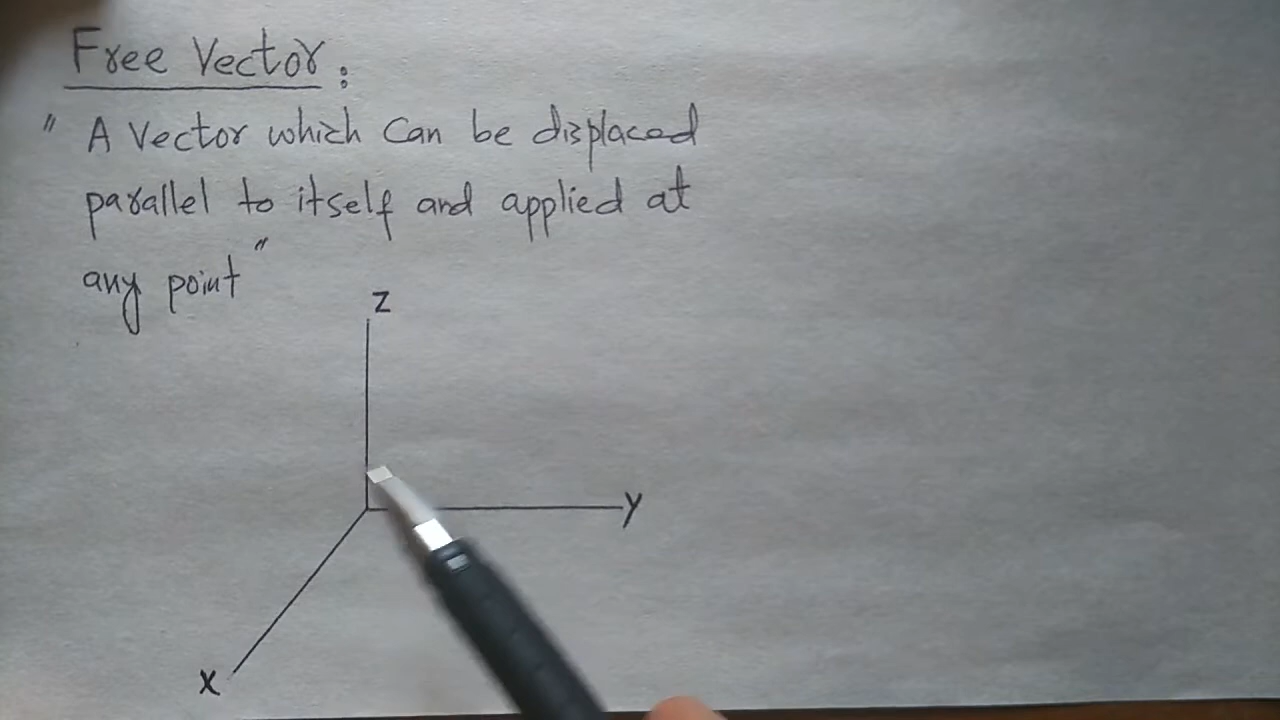 Free Vector :
" A Vector which Can be displaced
parallel to itself and applied at
any point "
Z
y
X